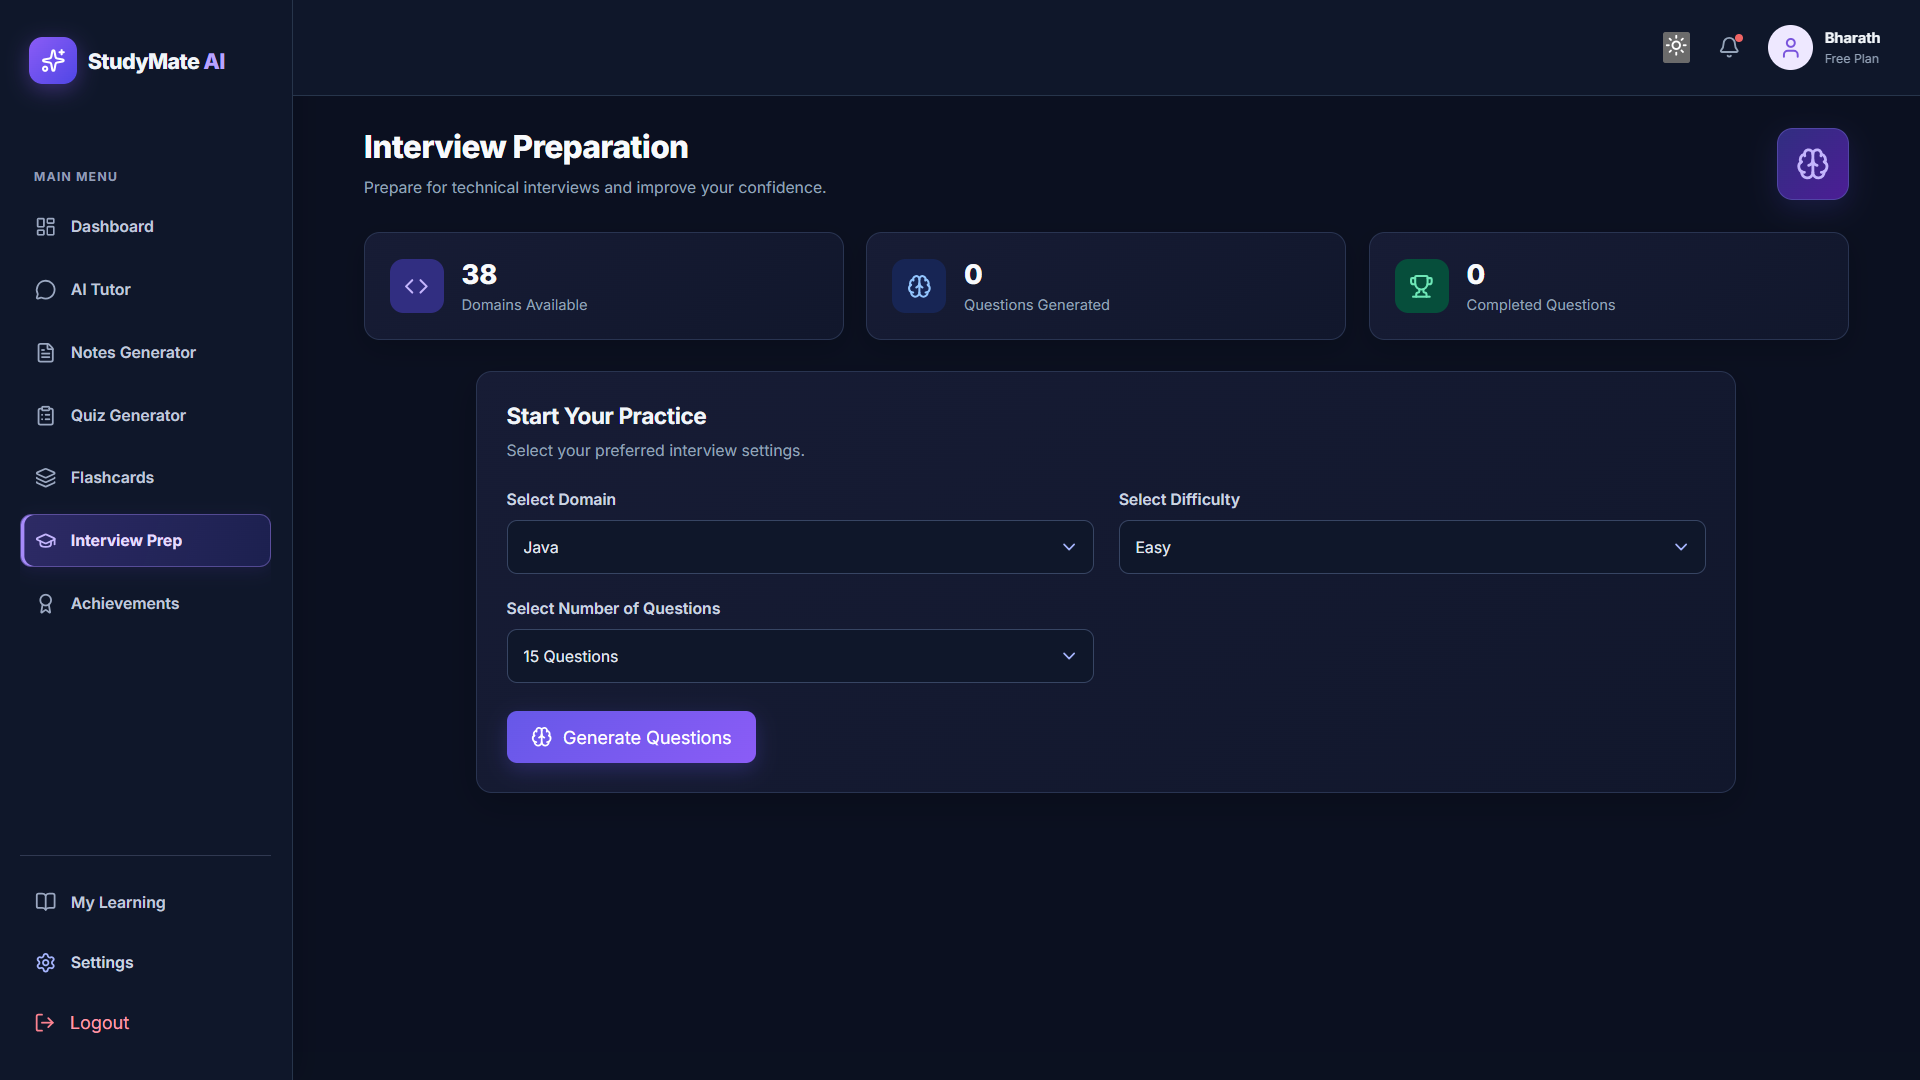 StudyMate AI
Bharath
Free Plan
MAIN MENU
Dashboard
AI Tutor
Notes Generator
Quiz Generator
Flashcards
Interview Prep
Achievements
My Learning
Settings
Logout
Interview Preparation
Prepare for technical interviews and improve your confidence.
38
Domains Available
0
Questions Generated
0
Completed Questions
Start Your Practice
Select your preferred interview settings.
Select Domain
Java
Select Difficulty
Easy
Select Number of Questions
15 Questions
Generate Questions